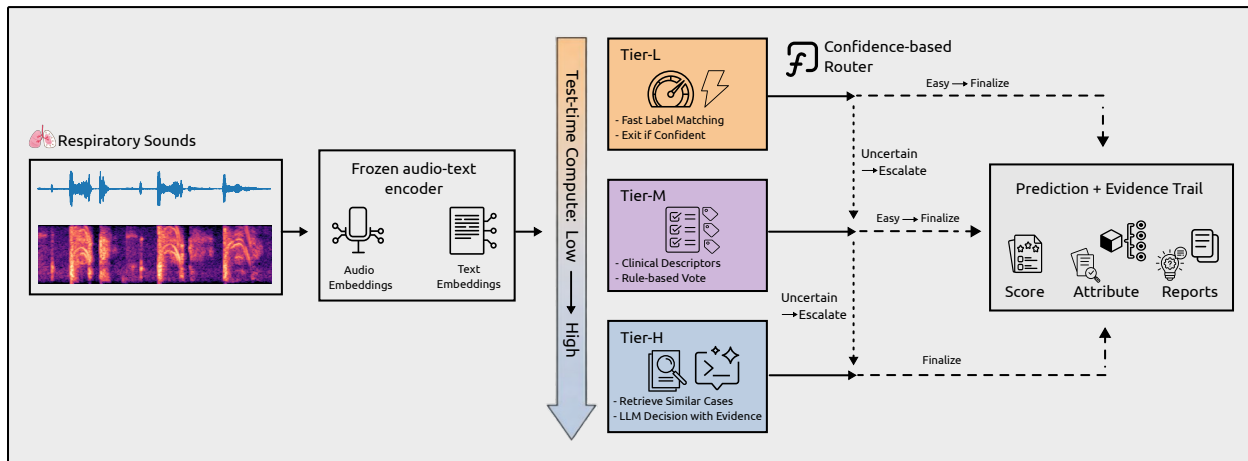 Respiratory Sounds
Frozen audio-text
encoder
Audio
Embeddings
Text
Embeddings
Test-time Compute: Low → High
Tier-L
- Fast Label Matching
- Exit if Confident
Tier-M
- Clinical Descriptors
- Rule-based Vote
Tier-H
- Retrieve Similar Cases
- LLM Decision with Evidence
f
Confidence-based
Router
Easy → Finalize
Uncertain
→ Escalate
Easy → Finalize
Uncertain
→ Escalate
Finalize
Prediction + Evidence Trail
Score
Attribute
Reports